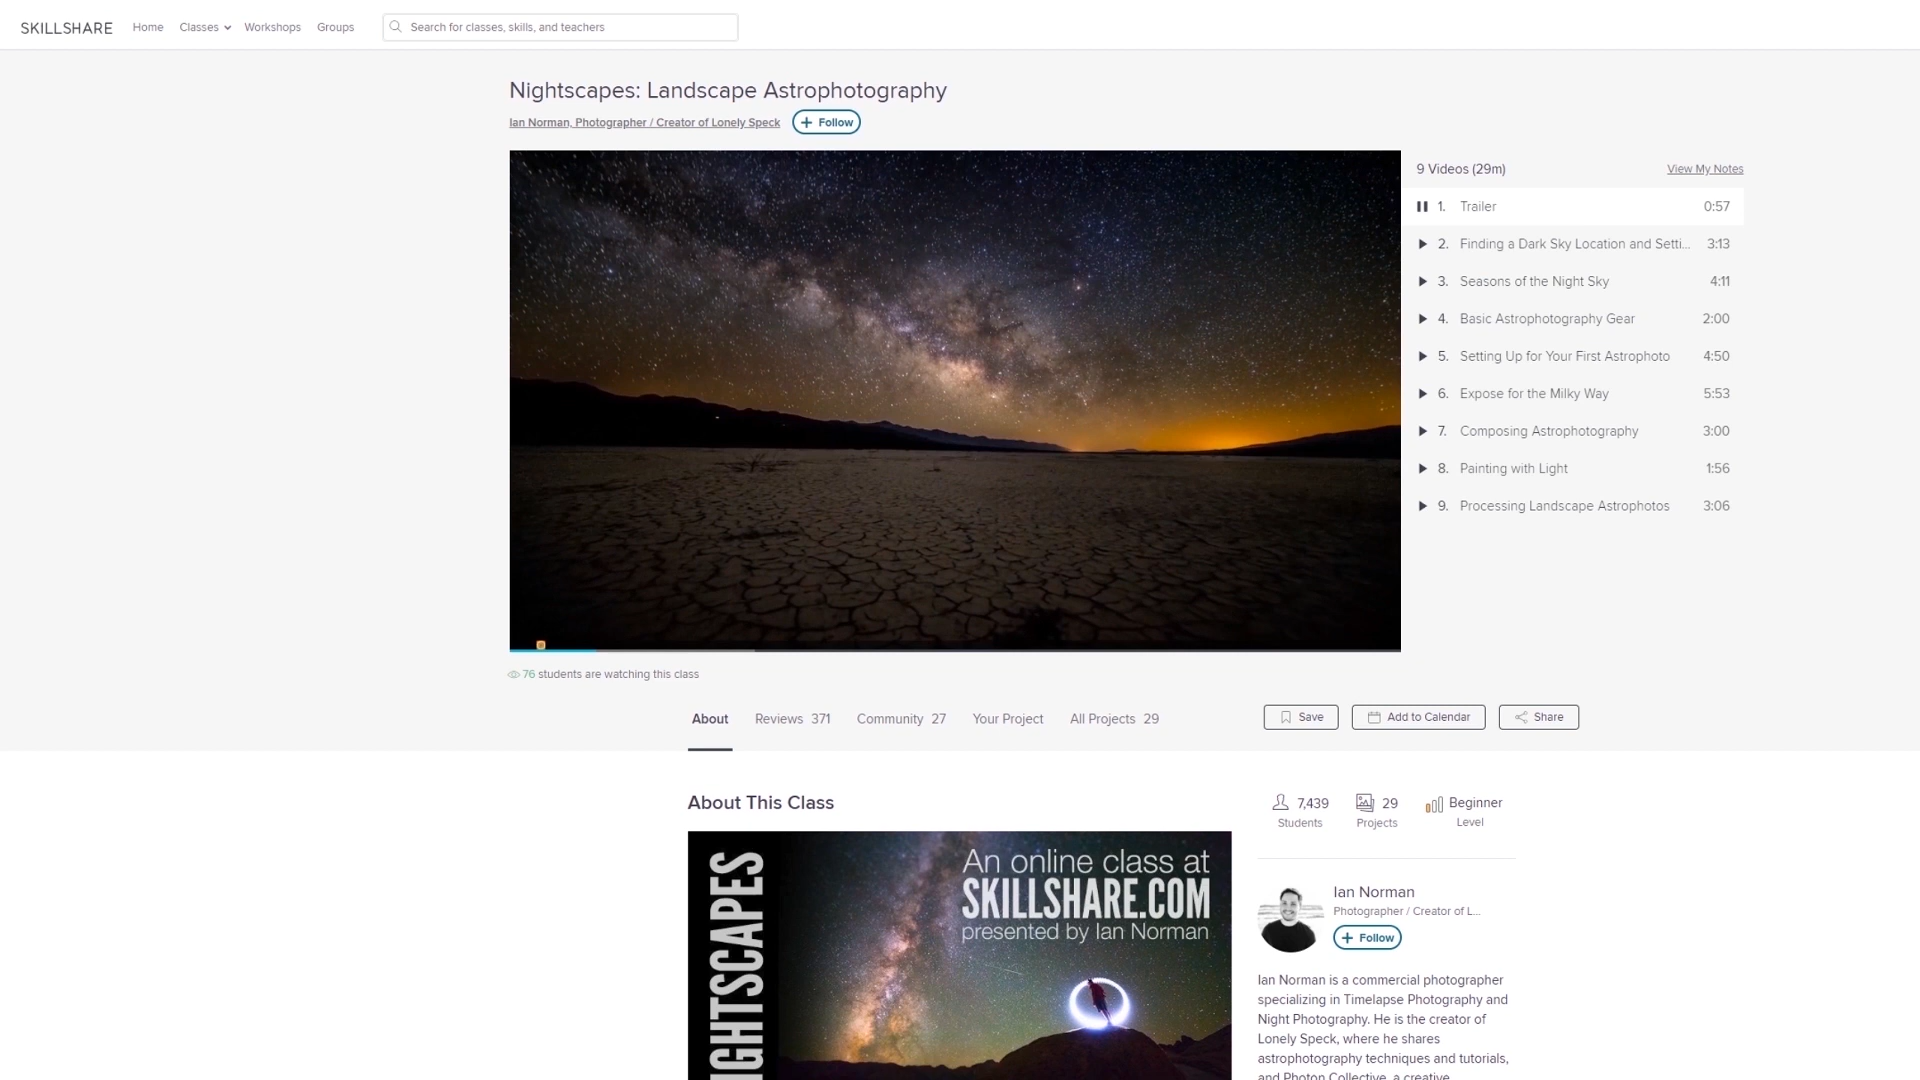 SKILLSHARE
Home
Classes
Workshops
Groups
Search for classes, skills, and teachers
Nightscapes: Landscape Astrophotography
Ian Norman, Photographer / Creator of Lonely Speck
Follow
9 Videos (29m)
View My Notes
1. Trailer 0:57
2. Finding a Dark Sky Location and Setti... 3:13
3. Seasons of the Night Sky 4:11
4. Basic Astrophotography Gear 2:00
5. Setting Up for Your First Astrophoto 4:50
6. Expose for the Milky Way 5:53
7. Composing Astrophotography 3:00
8. Painting with Light 1:56
9. Processing Landscape Astrophotos 3:06
76 students are watching this class
About
Reviews 371
Community 27
Your Project
All Projects 29
Save
Add to Calendar
Share
About This Class
An online class at
SKILLSHARE.COM
presented by Ian Norman
IGHTSCAPES
7,439
Students
29
Projects
Beginner
Level
Ian Norman
Photographer / Creator of L...
Follow
Ian Norman is a commercial photographer
specializing in Timelapse Photography and
Night Photography. He is the creator of
Lonely Speck, where he shares
astrophotography techniques and tutorials,
and Photon Collective, a creative